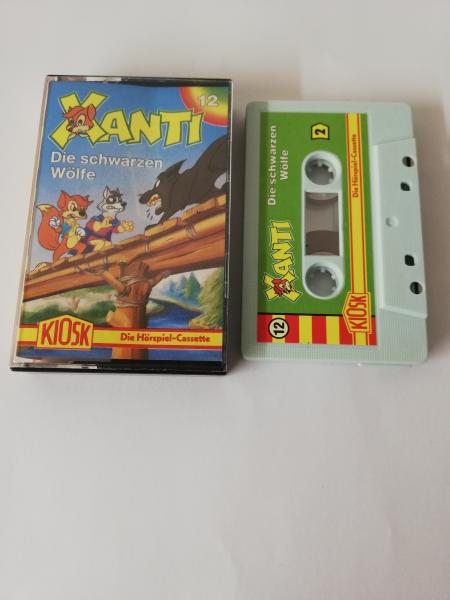 12
XANTI
Die schwarzen
Wölfe
KIOSK
Die Hörspiel-Cassette
2
Die schwarzen
Wölfe
Die Hörspiel-Cassette
XANTI
12
KIOSK